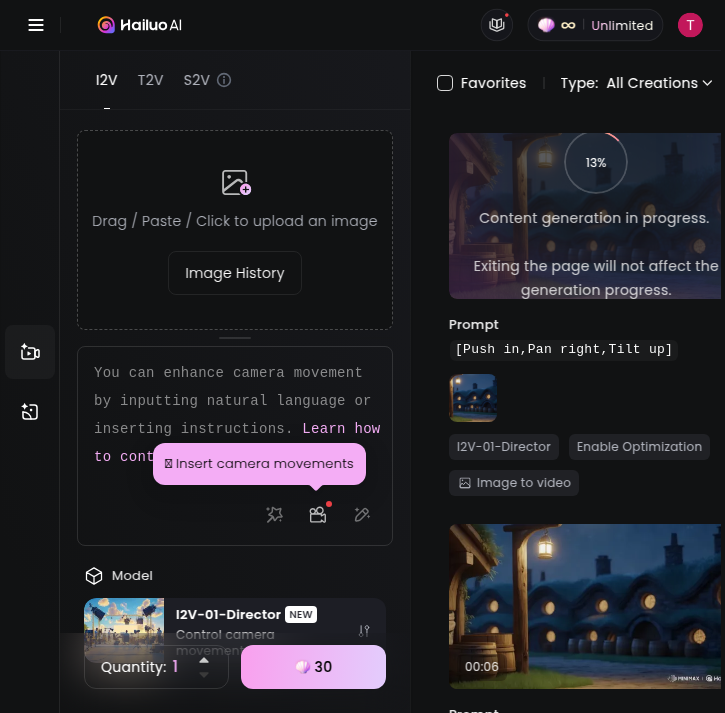 Hailuo AI
∞ Unlimited
T
I2V T2V S2V
Drag / Paste / Click to upload an image
Image History
You can enhance camera movement
by inputting natural language or
inserting instructions. Learn how
to cont
Insert camera movements
Model
I2V-01-Director NEW
Control camera
movement
Quantity: 1
30
Favorites
Type: All Creations
13%
Content generation in progress.
Exiting the page will not affect the
generation progress.
Prompt
[Push in,Pan right,Tilt up]
I2V-01-Director Enable Optimization
Image to video
00:06
MINIMAX
Prompt